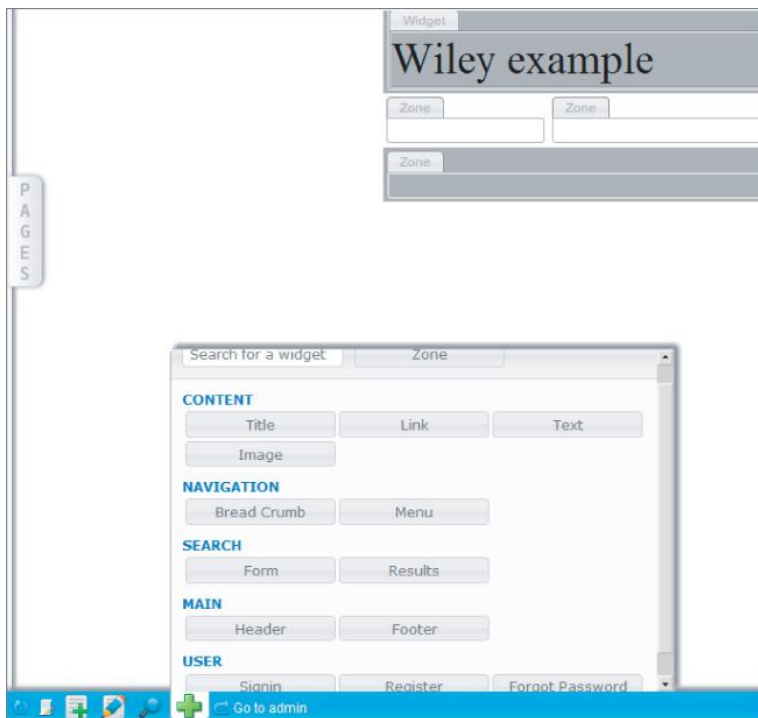 Widget
Wiley example
Zone Zone
Zone
PAGES
Search for a widget Zone
CONTENT
Title Link Text
Image
NAVIGATION
Bread Crumb Menu
SEARCH
Form Results
MAIN
Header Footer
USER
Signin Register Forgot Password
Go to admin